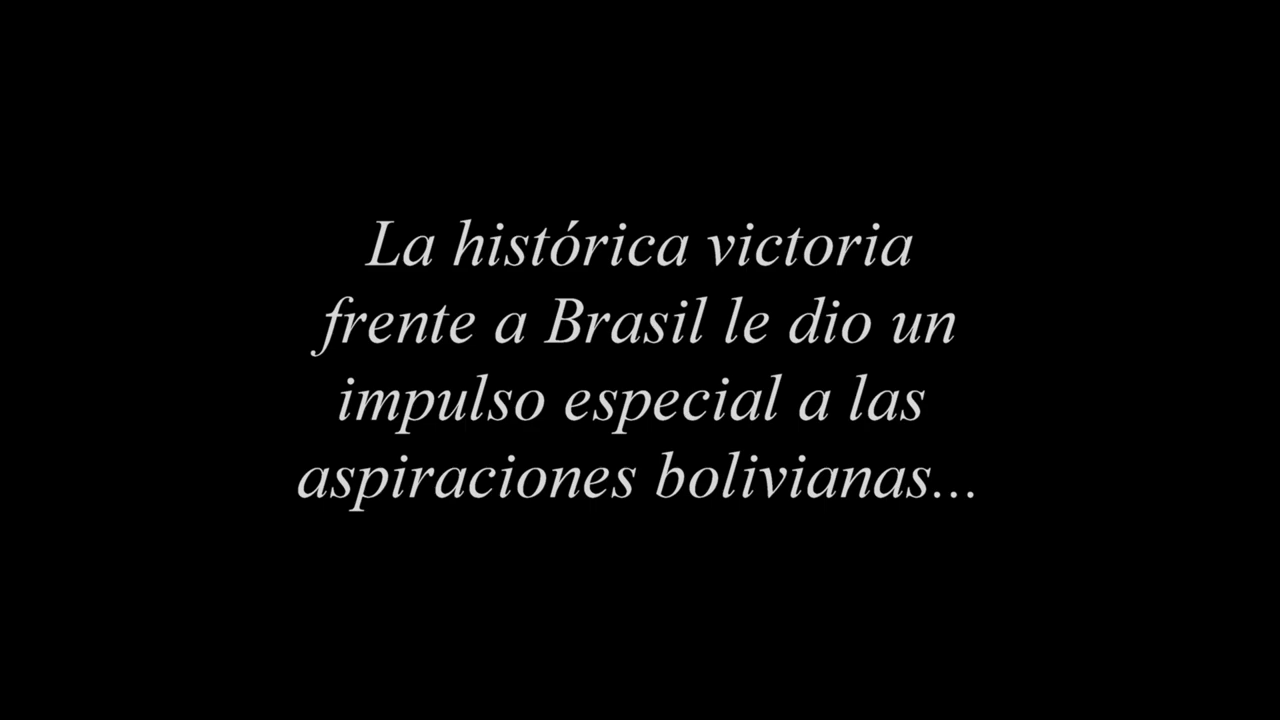 La histórica victoria
frente a Brasil le dio un
impulso especial a las
aspiraciones bolivianas...